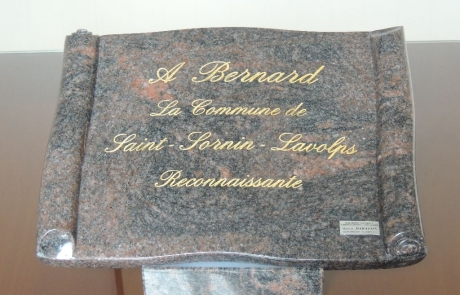 A Bernard
La Commune de
Saint-Sornin-Lavolps
Reconnaissante